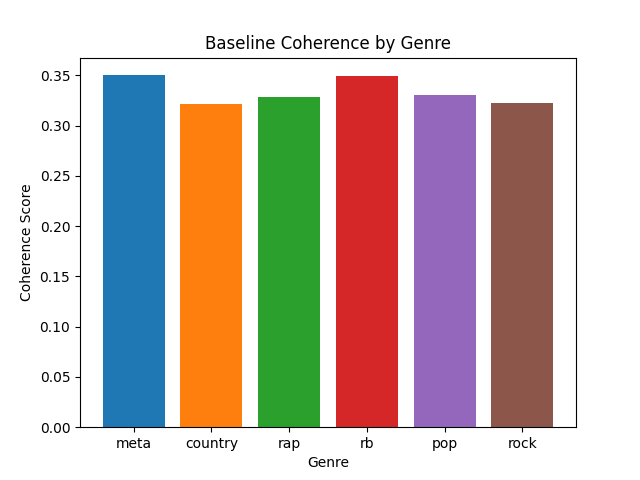 Baseline Coherence by Genre
0.35
0.30
0.25
0.20
0.15
0.10
0.05
0.00
Coherence Score
meta country rap rb pop rock
Genre